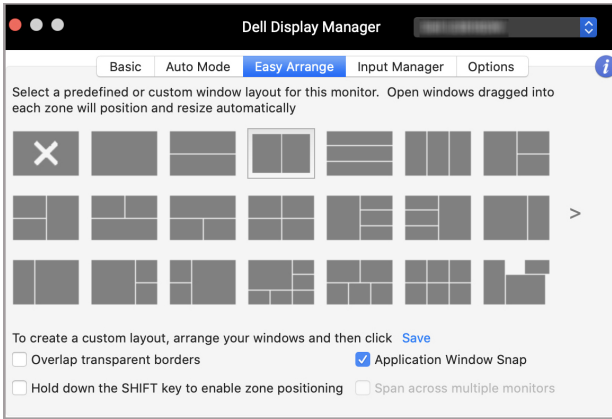 Dell Display Manager
Basic Auto Mode Easy Arrange Input Manager Options i
Select a predefined or custom window layout for this monitor. Open windows dragged into
each zone will position and resize automatically
>
To create a custom layout, arrange your windows and then click Save
Overlap transparent borders Application Window Snap
Hold down the SHIFT key to enable zone positioning Span across multiple monitors